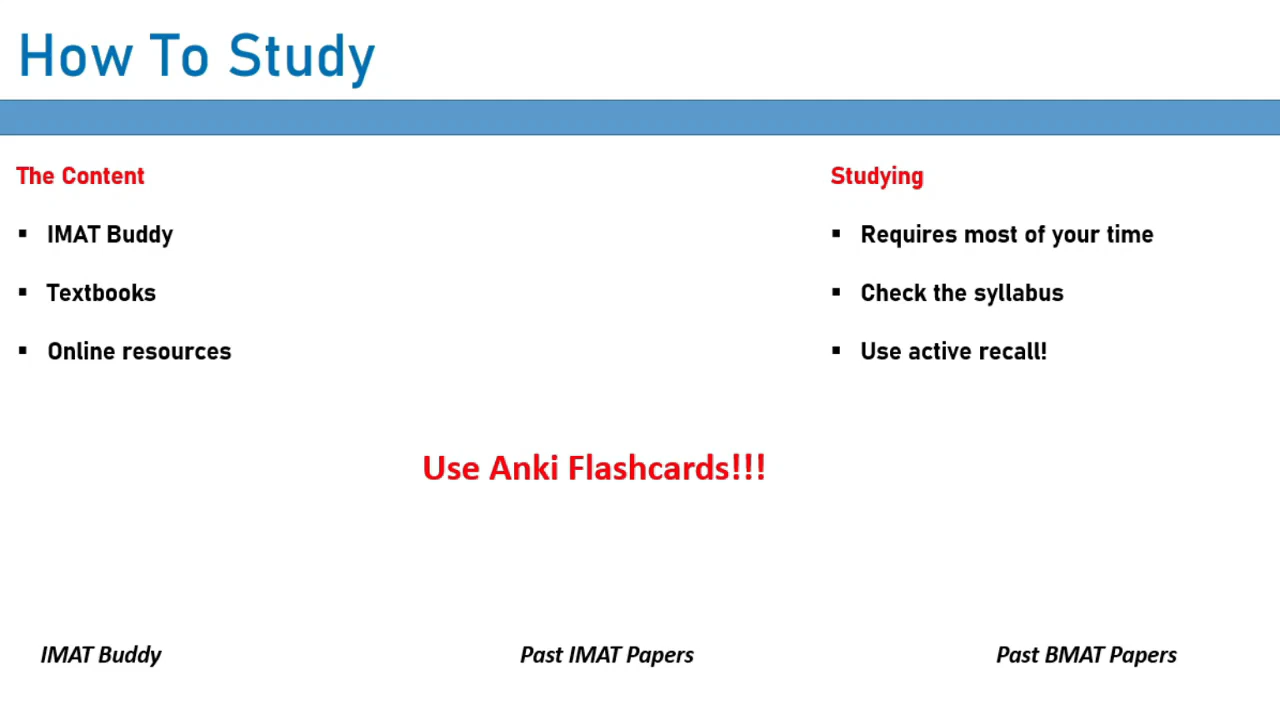 How To Study
The Content
▪ IMAT Buddy
▪ Textbooks
▪ Online resources
Studying
▪ Requires most of your time
▪ Check the syllabus
▪ Use active recall!
Use Anki Flashcards!!!
IMAT Buddy
Past IMAT Papers
Past BMAT Papers